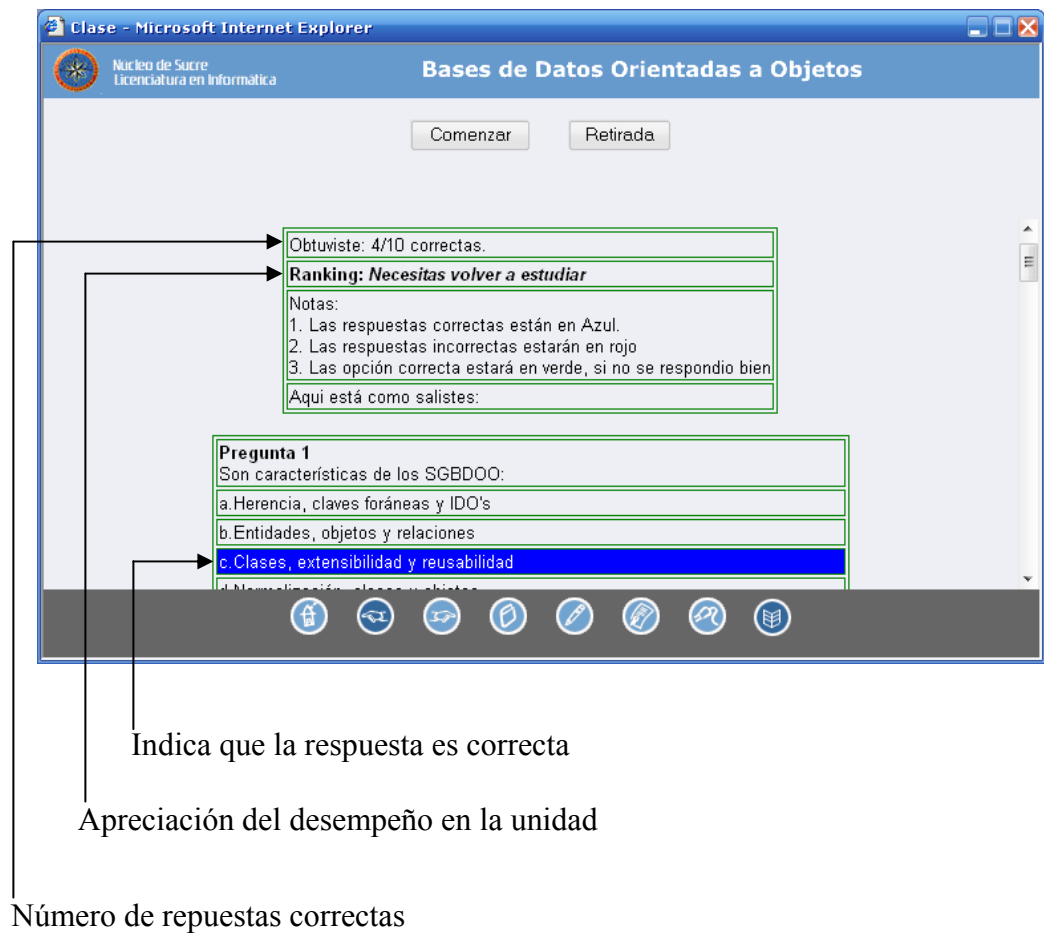 Clase - Microsoft Internet Explorer
Nucleo de Sucre
Licenciatura en Informática
Bases de Datos Orientadas a Objetos
Comenzar Retirada
Obtuviste: 4/10 correctas.
Ranking: Necesitas volver a estudiar
Notas:
1. Las respuestas correctas están en Azul.
2. Las respuestas incorrectas estarán en rojo
3. Las opción correcta estará en verde, si no se respondio bien
Aqui está como salistes:
Pregunta 1
Son características de los SGBDOO:
a.Herencia, claves foráneas y IDO's
b.Entidades, objetos y relaciones
c.Clases, extensibilidad y reusabilidad
d.Normalización, clases y objetos
Indica que la respuesta es correcta
Apreciación del desempeño en la unidad
Número de repuestas correctas